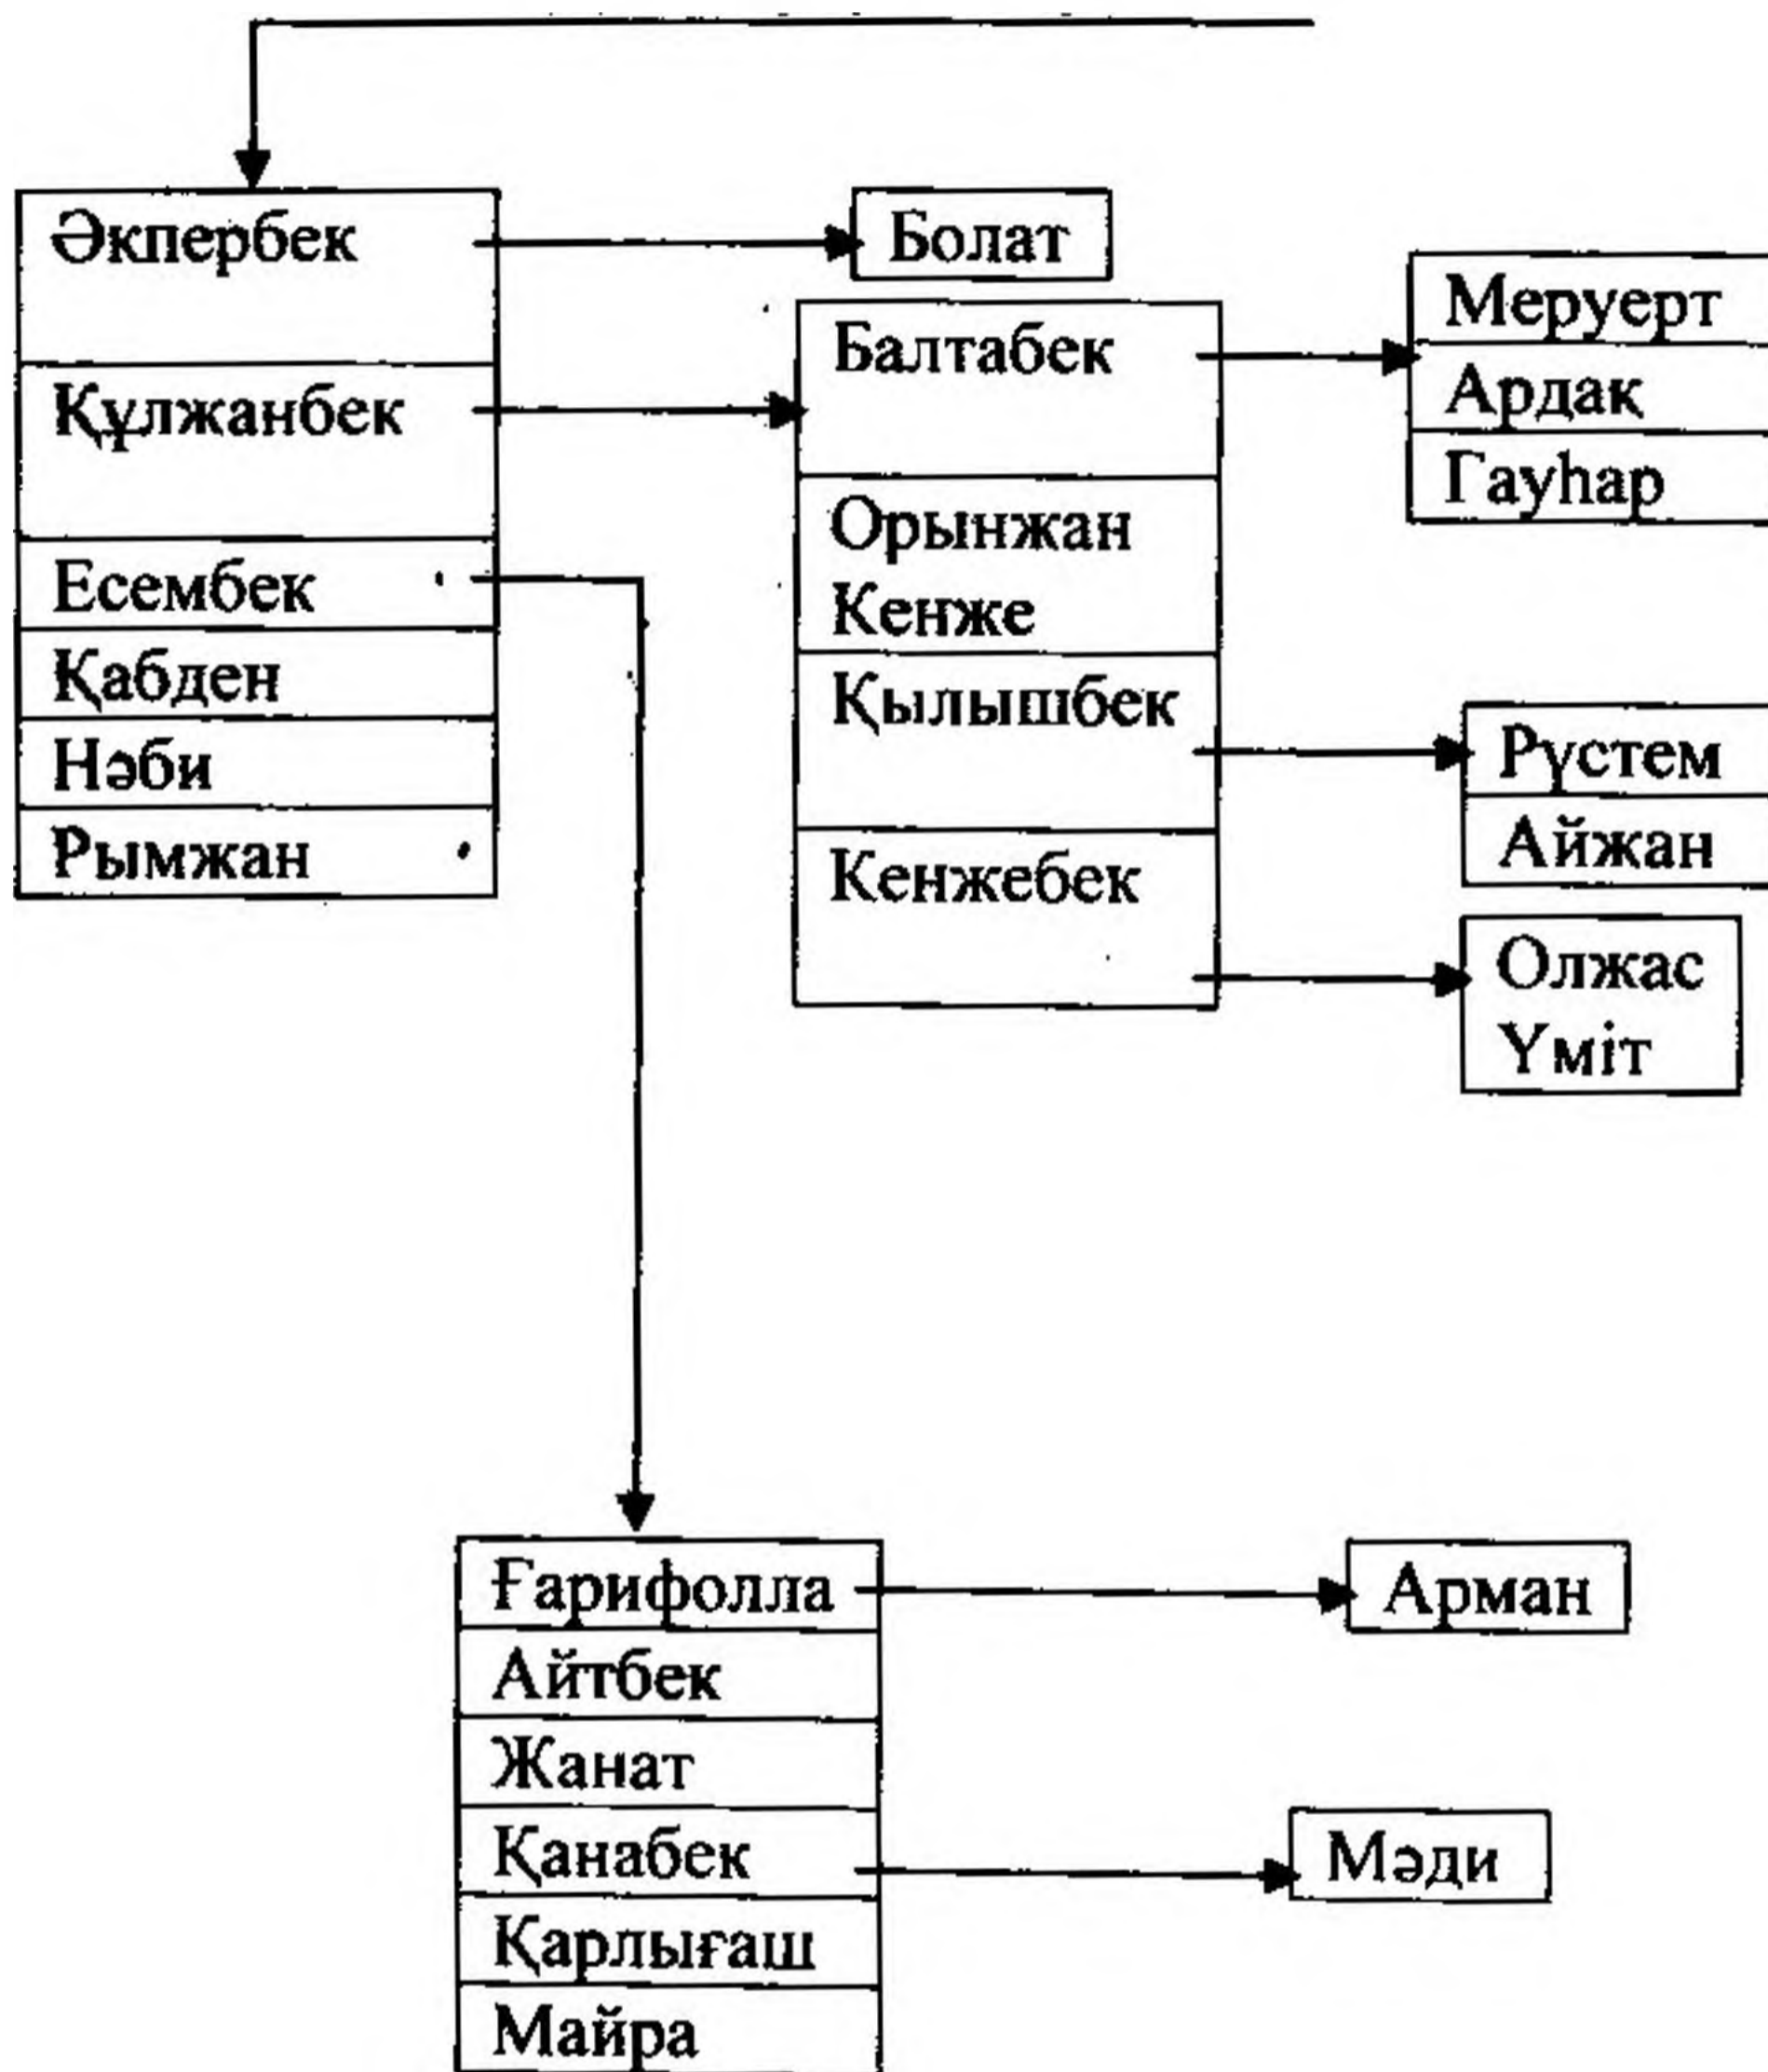 Әкпербек
Құлжанбек
Есембек
Қабден
Нәби
Рымжан
Болат
Балтабек
Орынжан
Кенже
Қылышбек
Кенжебек
Меруерт
Ардақ
Гауһар
Рүстем
Айжан
Олжас
Үміт
Ғарифолла
Айтбек
Жанат
Қанабек
Қарлығаш
Майра
Арман
Мәди